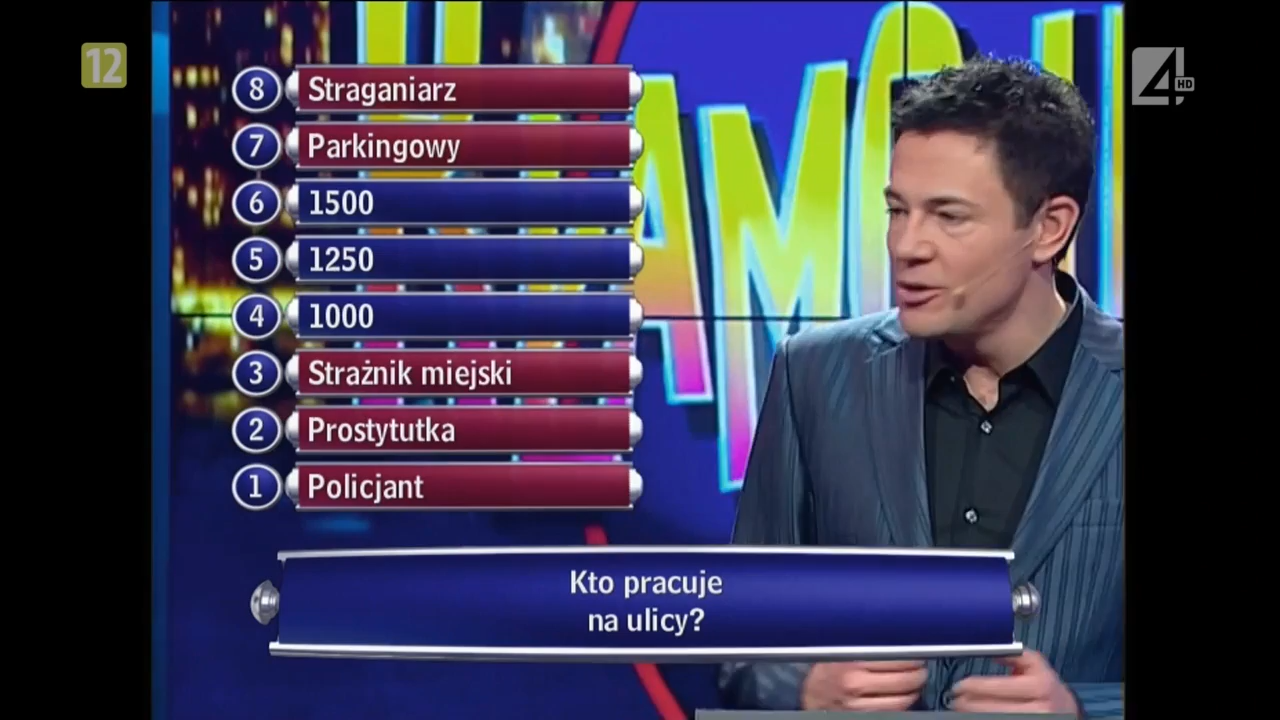 12
4
HD
8 Straganiarz
7 Parkingowy
6 1500
5 1250
4 1000
3 Strażnik miejski
2 Prostytutka
1 Policjant
Kto pracuje
na ulicy?